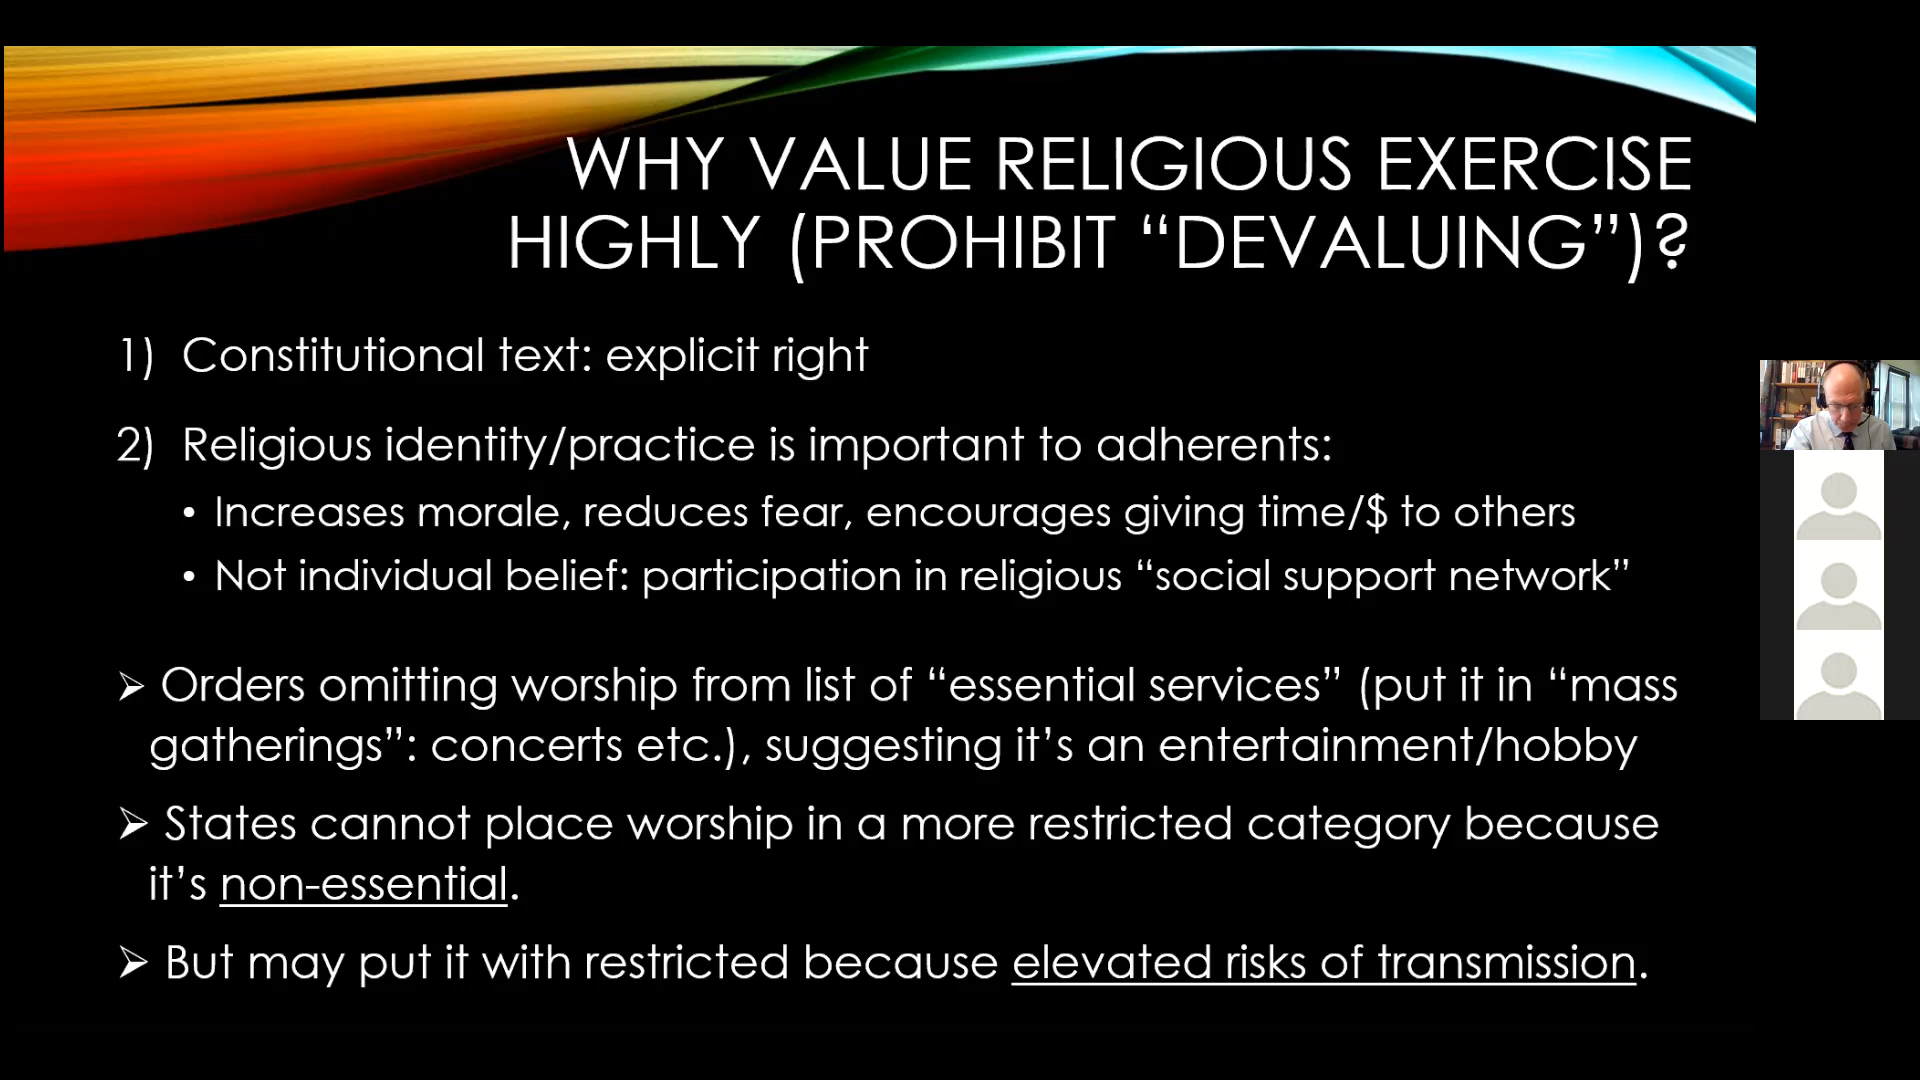 WHY VALUE RELIGIOUS EXERCISE
HIGHLY (PROHIBIT “DEVALUING”)?
1) Constitutional text: explicit right
2) Religious identity/practice is important to adherents:
• Increases morale, reduces fear, encourages giving time/$ to others
• Not individual belief: participation in religious “social support network”
➢ Orders omitting worship from list of “essential services” (put it in “mass
gatherings”: concerts etc.), suggesting it’s an entertainment/hobby
➢ States cannot place worship in a more restricted category because
it’s non-essential.
➢ But may put it with restricted because elevated risks of transmission.